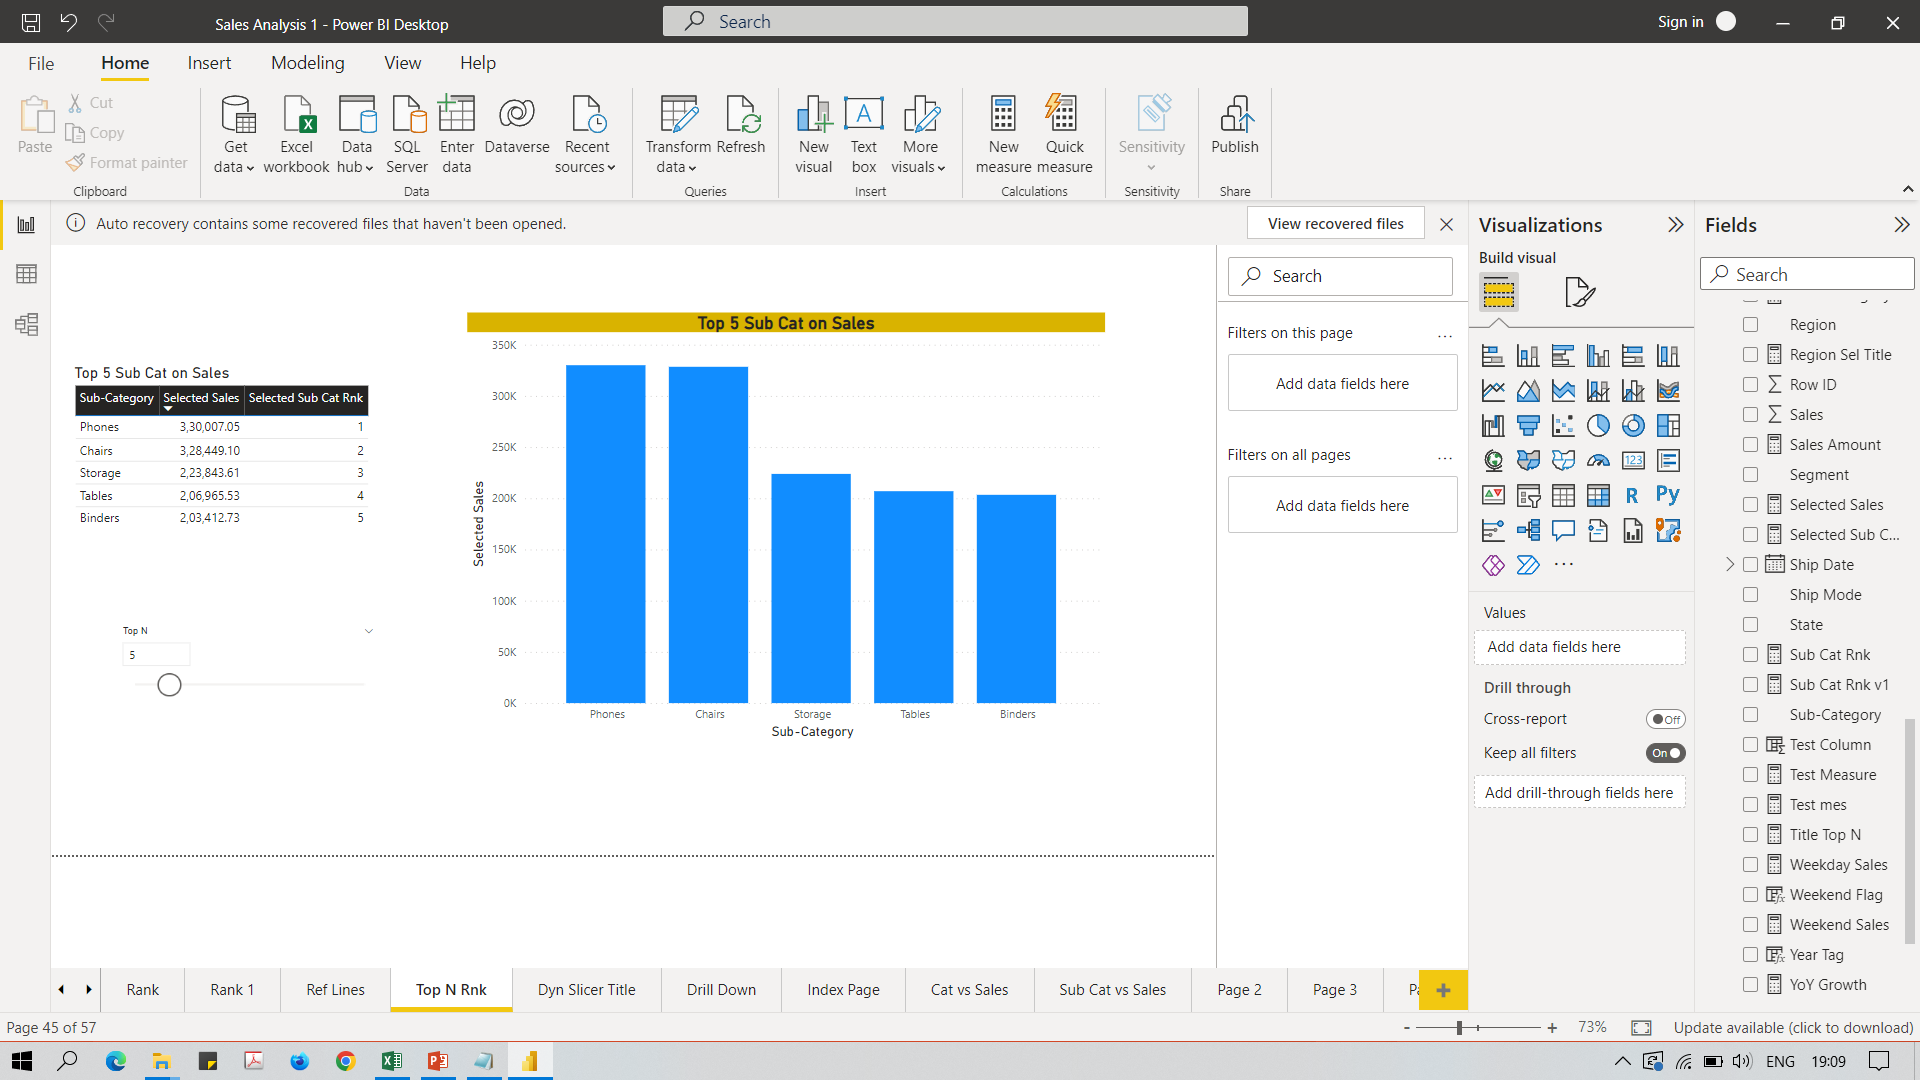 Sales Analysis 1 - Power BI Desktop
Search
Sign in
File Home Insert Modeling View Help
Paste
Cut
Copy
Format painter
Clipboard
Get data
Excel workbook
Data hub
SQL Server
Enter data
Dataverse
Recent sources
Data
Transform data
Refresh
Queries
New visual
Text box
More visuals
Insert
New measure
Quick measure
Calculations
Sensitivity
Sensitivity
Publish
Share
Auto recovery contains some recovered files that haven't been opened.
View recovered files
Top 5 Sub Cat on Sales
Sub-Category Selected Sales Selected Sub Cat Rnk
Phones 3,30,007.05 1
Chairs 3,28,449.10 2
Storage 2,23,843.61 3
Tables 2,06,965.53 4
Binders 2,03,412.73 5
Top N
5
Top 5 Sub Cat on Sales
350K
300K
250K
200K
150K
100K
50K
0K
Selected Sales
Phones Chairs Storage Tables Binders
Sub-Category
Search
Filters on this page ...
Add data fields here
Filters on all pages ...
Add data fields here
Visualizations
Build visual
123
R
Py
...
Values
Add data fields here
Drill through
Cross-report Off
Keep all filters On
Add drill-through fields here
Fields
Search
Region
Region Sel Title
Row ID
Sales
Sales Amount
Segment
Selected Sales
Selected Sub C...
Ship Date
Ship Mode
State
Sub Cat Rnk
Sub Cat Rnk v1
Sub-Category
Test Column
Test Measure
Test mes
Title Top N
Weekday Sales
Weekend Flag
Weekend Sales
Year Tag
YoY Growth
Rank Rank 1 Ref Lines Top N Rnk Dyn Slicer Title Drill Down Index Page Cat vs Sales Sub Cat vs Sales Page 2 Page 3
Page 45 of 57
- + 73%
Update available (click to download)
ENG 19:09